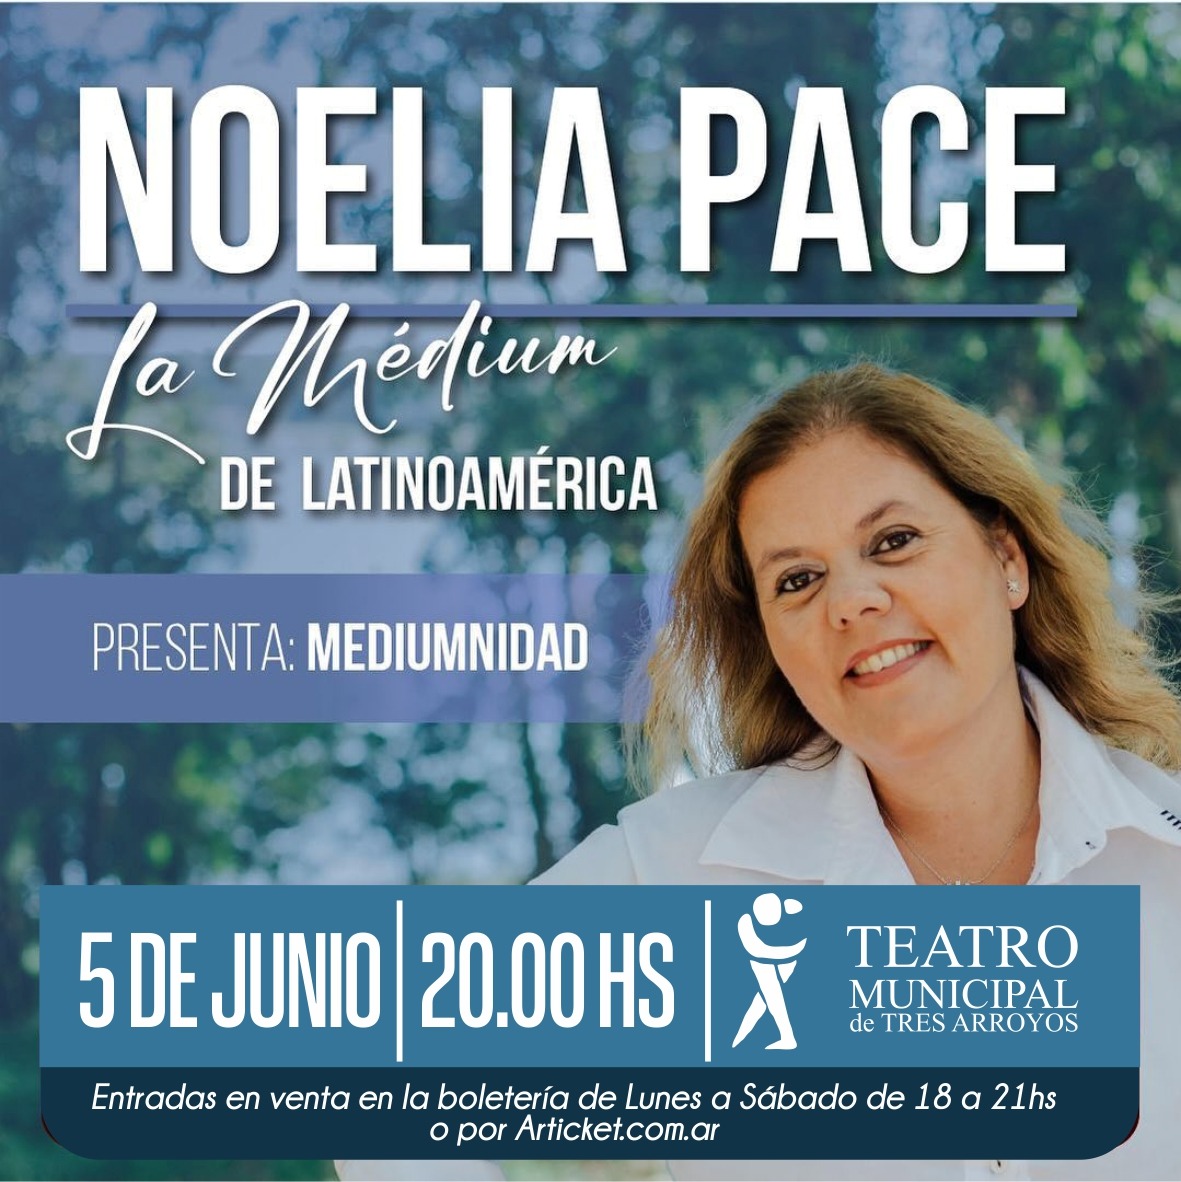 NOELIA PACE
La Médium
DE LATINOAMÉRICA
PRESENTA: MEDIUMNIDAD
5 DE JUNIO
20.00 HS
TEATRO
MUNICIPAL
de TRES ARROYOS
Entradas en venta en la boletería de Lunes a Sábado de 18 a 21hs
o por Articket.com.ar